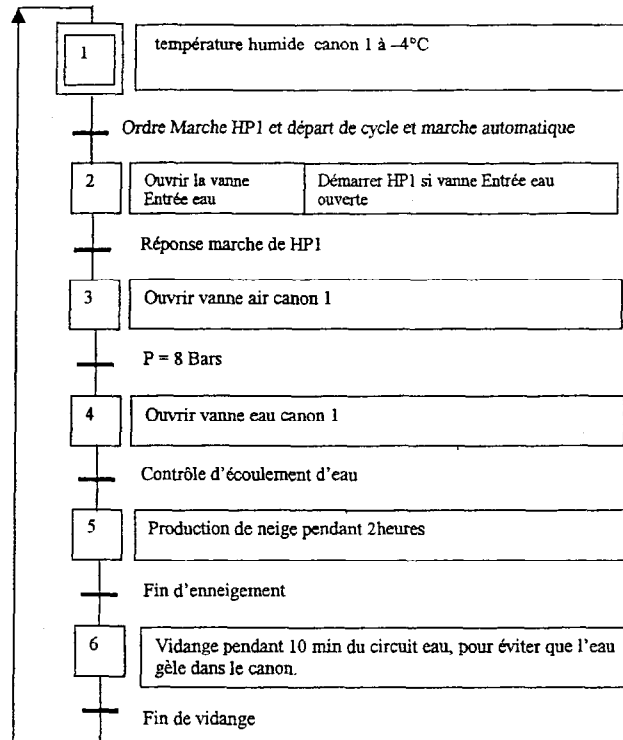 1
température humide canon 1 à –4°C
Ordre Marche HP1 et départ de cycle et marche automatique
2
Ouvrir la vanne
Entrée eau
Démarrer HP1 si vanne Entrée eau
ouverte
Réponse marche de HP1
3
Ouvrir vanne air canon 1
P = 8 Bars
4
Ouvrir vanne eau canon 1
Contrôle d'écoulement d'eau
5
Production de neige pendant 2heures
Fin d'enneigement
6
Vidange pendant 10 min du circuit eau, pour éviter que l'eau
gèle dans le canon.
Fin de vidange